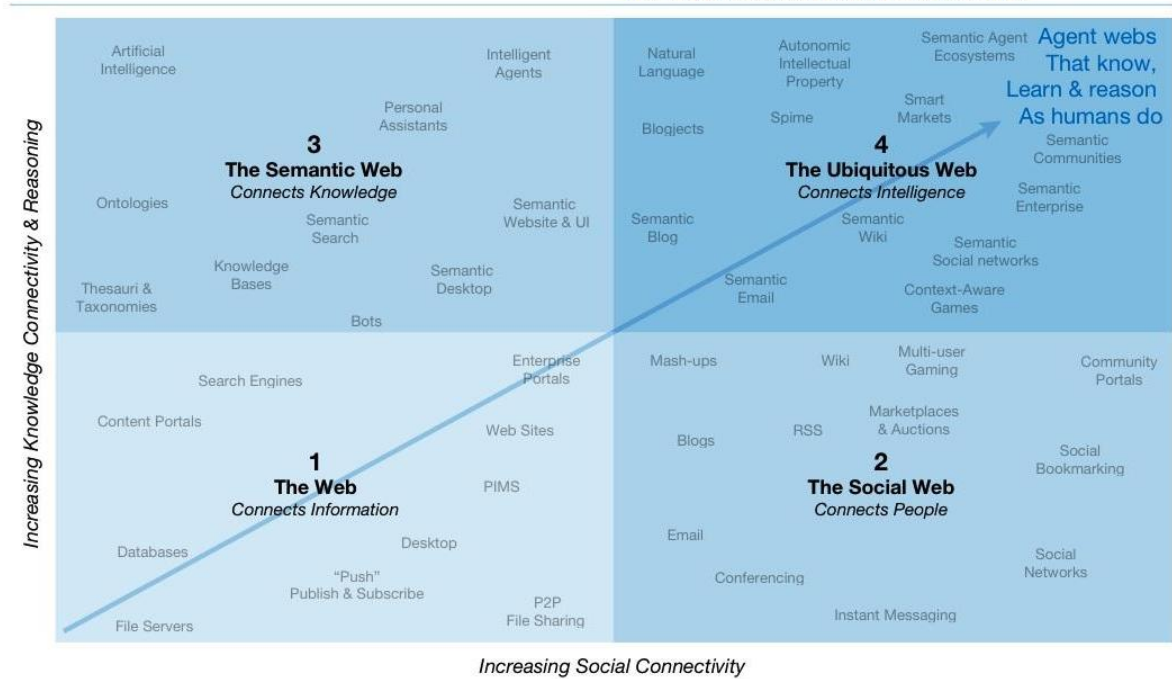 Artificial
Intelligence
Intelligent
Agents
Personal
Assistants
3
The Semantic Web
Connects Knowledge
Ontologies
Semantic
Search
Semantic
Website & UI
Knowledge
Bases
Semantic
Desktop
Thesauri &
Taxonomies
Bots
Natural
Language
Autonomic
Intellectual
Property
Semantic Agent
Ecosystems
Agent webs
That know,
Learn & reason
As humans do
Blogjects
Spime
Smart
Markets
4
The Ubiquitous Web
Connects Intelligence
Semantic
Communities
Semantic
Enterprise
Semantic
Blog
Semantic
Wiki
Semantic
Social networks
Semantic
Email
Context-Aware
Games
Enterprise
Portals
Search Engines
Content Portals
Web Sites
1
The Web
Connects Information
PIMS
Databases
Desktop
“Push”
Publish & Subscribe
P2P
File Sharing
File Servers
Mash-ups
Wiki
Multi-user
Gaming
Community
Portals
Blogs
RSS
Marketplaces
& Auctions
Social
Bookmarking
2
The Social Web
Connects People
Email
Conferencing
Social
Networks
Instant Messaging
Increasing Knowledge Connectivity & Reasoning
Increasing Social Connectivity